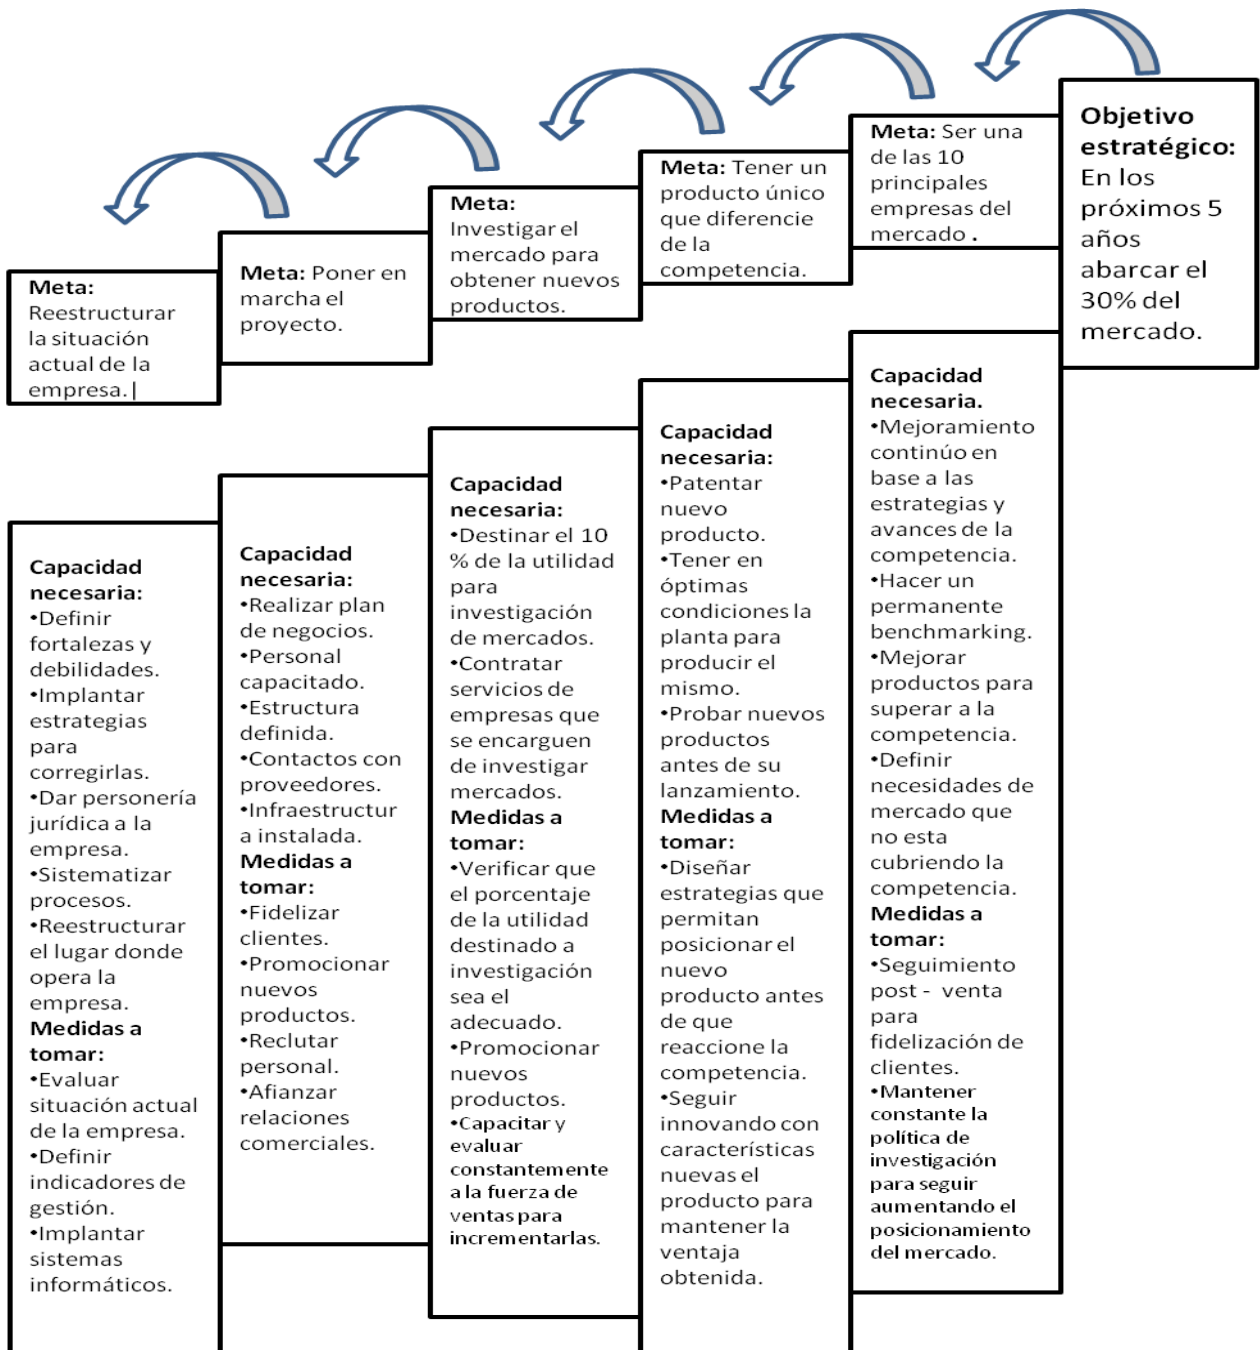 Meta:
Reestructurar
la situación
actual de la
empresa.|
Meta: Poner en
marcha el
proyecto.
Meta:
Investigar el
mercado para
obtener nuevos
productos.
Meta: Tener un
producto único
que diferencie
de la
competencia.
Meta: Ser una
de las 10
principales
empresas del
mercado .
Objetivo
estratégico:
En los
próximos 5
años
abarcar el
30% del
mercado.
Capacidad
necesaria:
•Definir
fortalezas y
debilidades.
•Implantar
estrategias
para
corregirlas.
•Dar personería
jurídica a la
empresa.
•Sistematizar
procesos.
•Reestructurar
el lugar donde
opera la
empresa.
Medidas a
tomar:
•Evaluar
situación actual
de la empresa.
•Definir
indicadores de
gestión.
•Implantar
sistemas
informáticos.
Capacidad
necesaria:
•Realizar plan
de negocios.
•Personal
capacitado.
•Estructura
definida.
•Contactos con
proveedores.
•Infraestructur
a instalada.
Medidas a
tomar:
•Fidelizar
clientes.
•Promocionar
nuevos
productos.
•Reclutar
personal.
•Afianzar
relaciones
comerciales.
Capacidad
necesaria:
•Destinar el 10
% de la utilidad
para
investigación
de mercados.
•Contratar
servicios de
empresas que
se encarguen
de investigar
mercados.
Medidas a
tomar:
•Verificar que
el porcentaje
de la utilidad
destinado a
investigación
sea el
adecuado.
•Promocionar
nuevos
productos.
•Capacitar y
evaluar
constantemente
a la fuerza de
ventas para
incrementarlas.
Capacidad
necesaria:
•Patentar
nuevo
producto.
•Tener en
óptimas
condiciones la
planta para
producir el
mismo.
•Probar nuevos
productos
antes de su
lanzamiento.
Medidas a
tomar:
•Diseñar
estrategias que
permitan
posicionar el
nuevo
producto antes
de que
reaccione la
competencia.
•Seguir
innovando con
características
nuevas el
producto para
mantener la
ventaja
obtenida.
Capacidad
necesaria.
•Mejoramiento
continúo en
base a las
estrategias y
avances de la
competencia.
•Hacer un
permanente
benchmarking.
•Mejorar
productos para
superar a la
competencia.
•Definir
necesidades de
mercado que
no esta
cubriendo la
competencia.
Medidas a
tomar:
•Seguimiento
post - venta
para
fidelización de
clientes.
•Mantener
constante la
política de
investigación
para seguir
aumentando el
posicionamiento
del mercado.